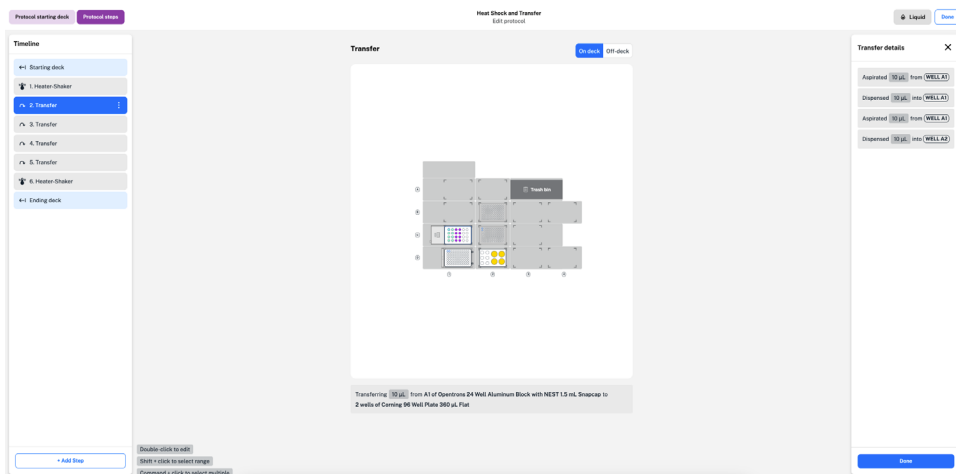 Protocol starting deck
Protocol steps
Heat Shock and Transfer
Edit protocol
Liquid
Done
Timeline
Starting deck
1. Heater-Shaker
2. Transfer
3. Transfer
4. Transfer
5. Transfer
6. Heater-Shaker
Ending deck
+ Add Step
Transfer
On deck
Off-deck
Trash bin
A
B
C
D
1
2
3
4
Transferring 10 µL from A1 of Opentrons 24 Well Aluminum Block with NEST 1.5 mL Snapcap to
2 wells of Corning 96 Well Plate 360 µL Flat
Double-click to edit
Shift + click to select range
Command + click to select multiple
Transfer details
Aspirated 10 µL from WELL A1
Dispensed 10 µL into WELL A1
Aspirated 10 µL from WELL A1
Dispensed 10 µL into WELL A2
Done